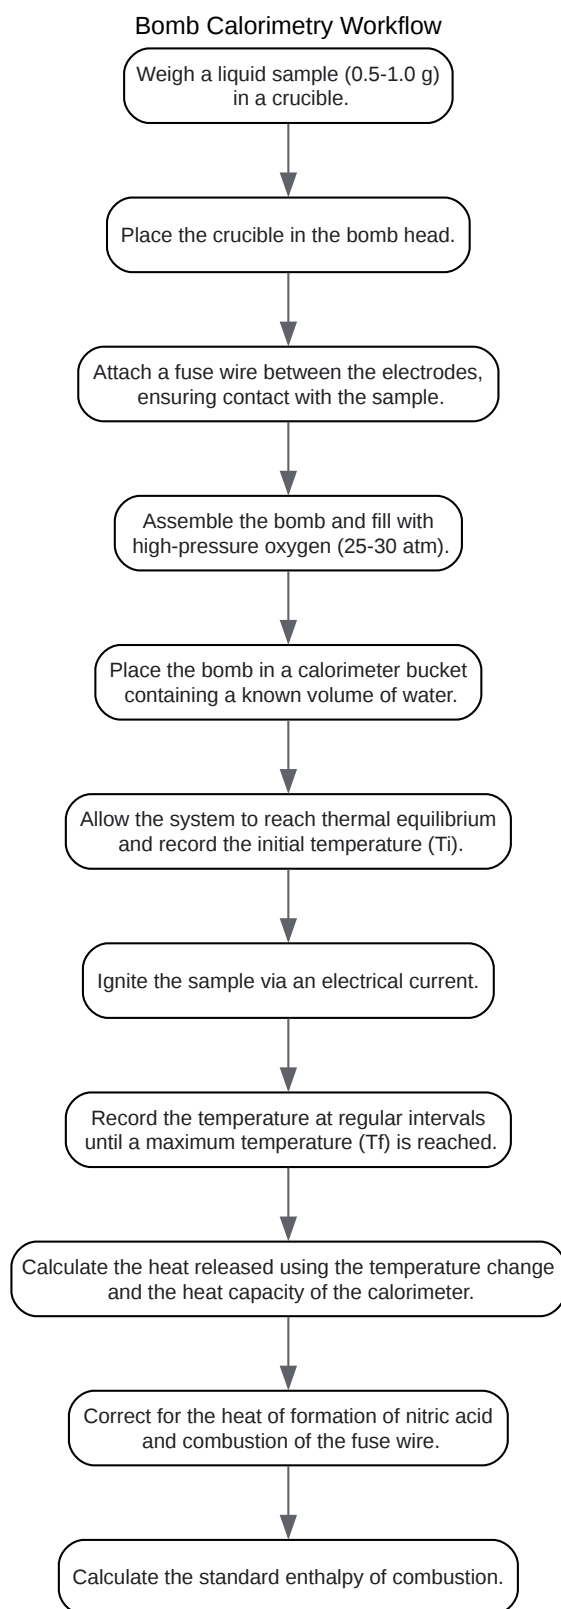 Bomb Calorimetry Workflow
Weigh a liquid sample (0.5-1.0 g)
in a crucible.
Place the crucible in the bomb head.
Attach a fuse wire between the electrodes,
ensuring contact with the sample.
Assemble the bomb and fill with
high-pressure oxygen (25-30 atm).
Place the bomb in a calorimeter bucket
containing a known volume of water.
Allow the system to reach thermal equilibrium
and record the initial temperature (Ti).
Ignite the sample via an electrical current.
Record the temperature at regular intervals
until a maximum temperature (Tf) is reached.
Calculate the heat released using the temperature change
and the heat capacity of the calorimeter.
Correct for the heat of formation of nitric acid
and combustion of the fuse wire.
Calculate the standard enthalpy of combustion.